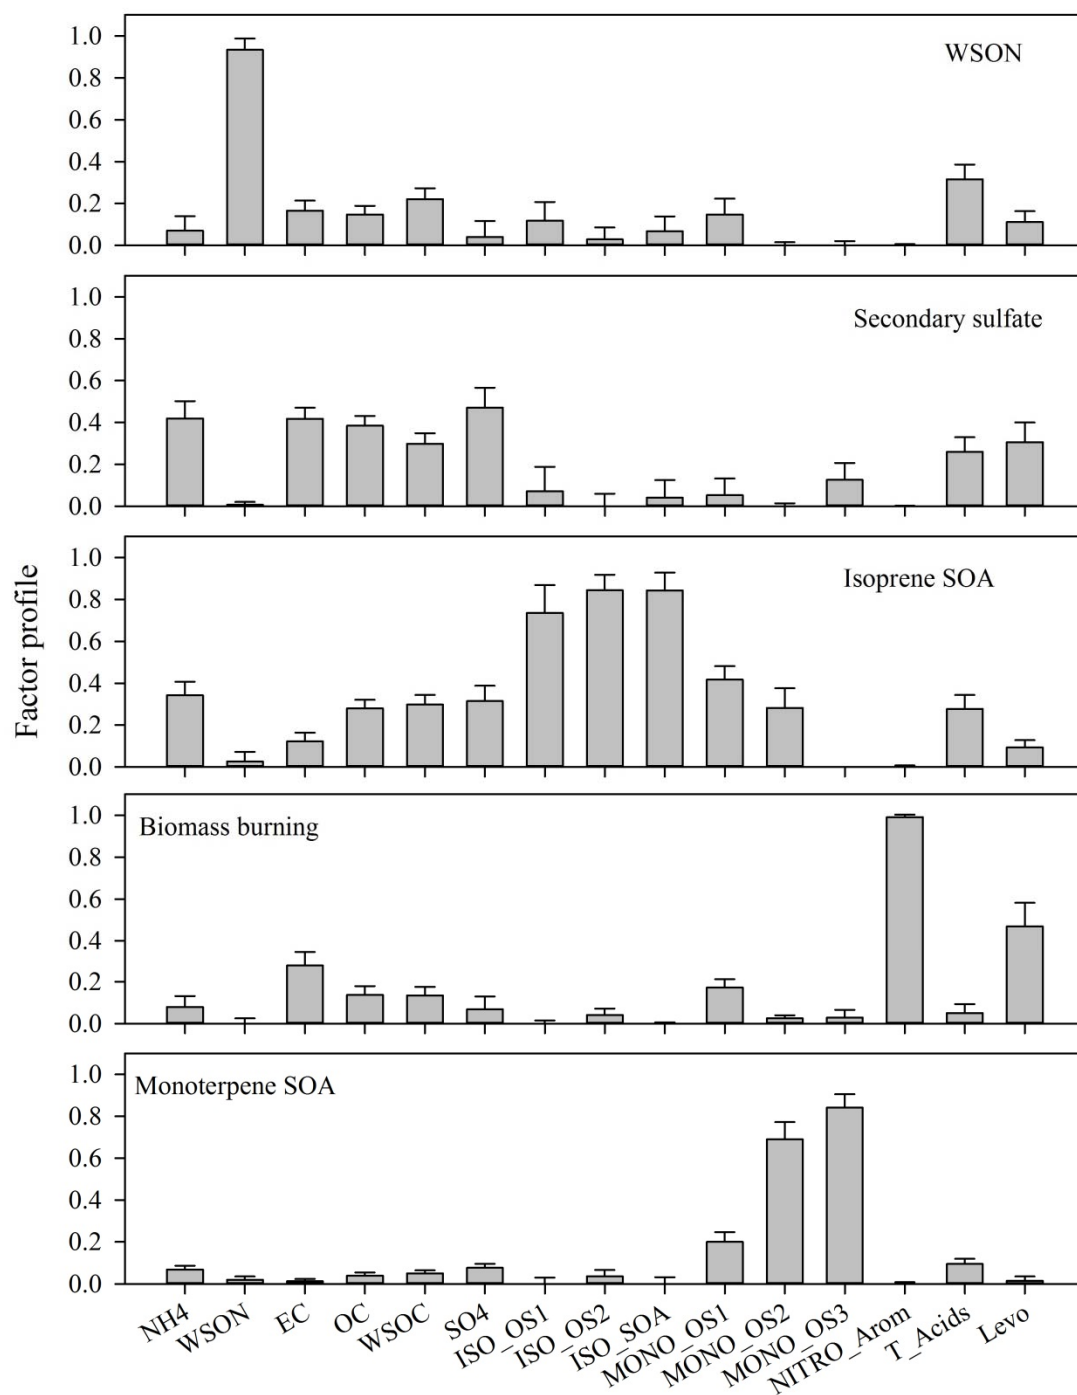 WSON
1.0
0.8
0.6
0.4
0.2
0.0
Secondary sulfate
1.0
0.8
0.6
0.4
0.2
0.0
Factor profile
Isoprene SOA
1.0
0.8
0.6
0.4
0.2
0.0
Biomass burning
1.0
0.8
0.6
0.4
0.2
0.0
Monoterpene SOA
1.0
0.8
0.6
0.4
0.2
0.0
NH4
WSON
EC
OC
WSOC
SO4
ISO_OS1
ISO_OS2
ISO_SOA
MONO_OS1
MONO_OS2
MONO_OS3
NITRO_Arom
T_Acids
Levo